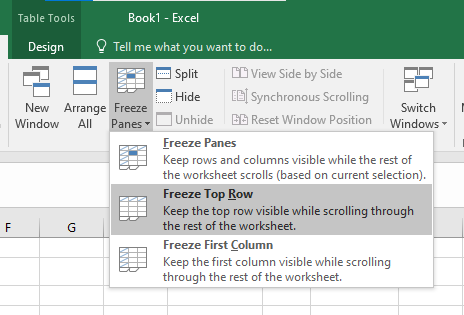 Table Tools
Book1 - Excel
Design
Tell me what you want to do...
New Window
Arrange All
Freeze Panes
Split
Hide
Unhide
View Side by Side
Synchronous Scrolling
Reset Window Position
Switch Windows
Freeze Panes
Keep rows and columns visible while the rest of
the worksheet scrolls (based on current selection).
Freeze Top Row
Keep the top row visible while scrolling through
the rest of the worksheet.
Freeze First Column
Keep the first column visible while scrolling
through the rest of the worksheet.
F
G